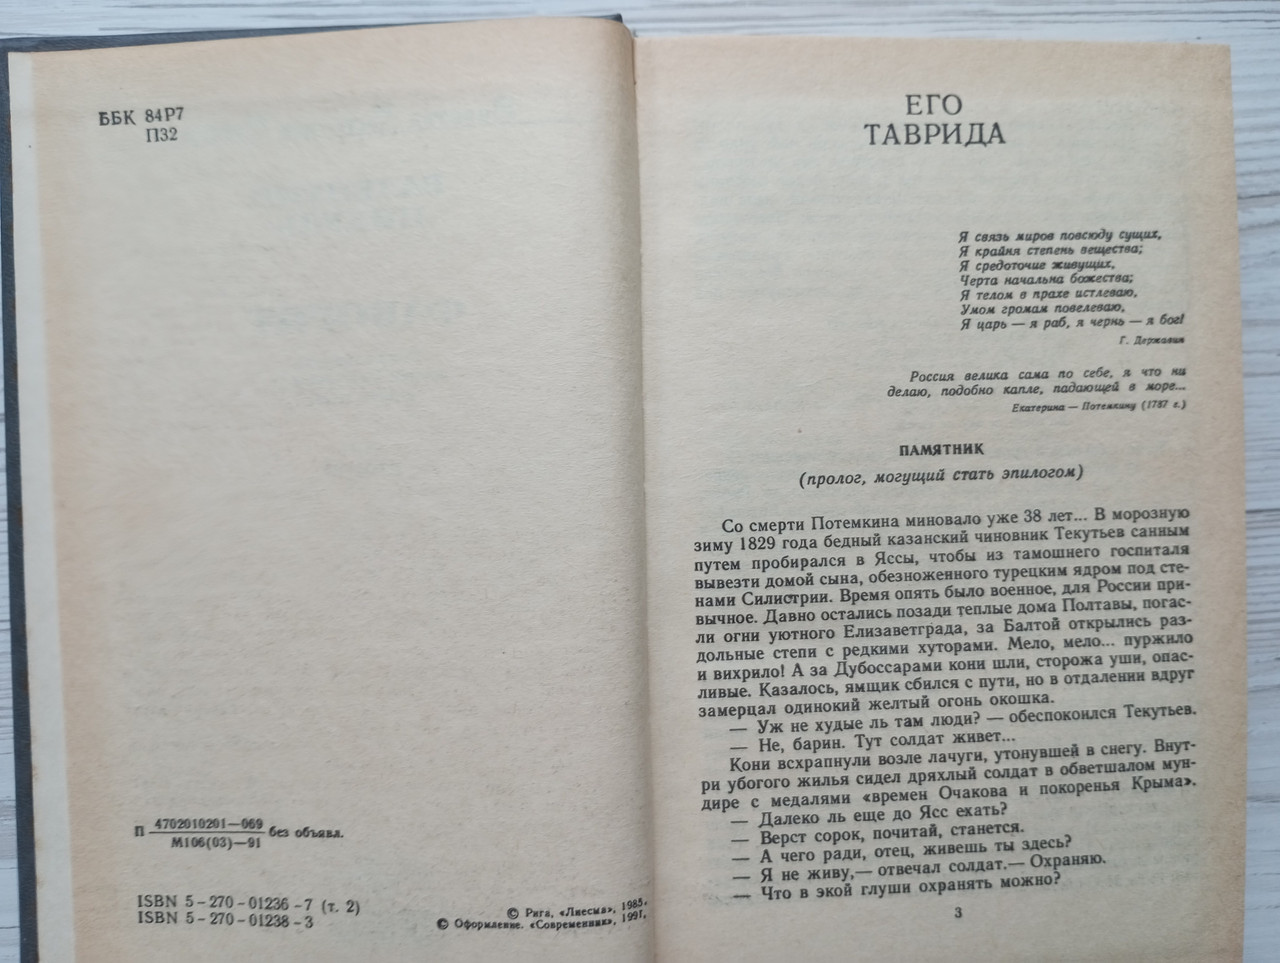 ББК 84Р7
П32
П 4702010201—069 без объявл.
М106(03)—91
ISBN 5-270-01236-7 (т. 2)
ISBN 5-270-01238-3
© Рига, «Лиесма», 1985.
© Оформление. «Современник», 1991.
ЕГО
ТАВРИДА
Я связь миров повсюду сущих,
Я крайня степень вещества;
Я средоточие живущих,
Черта начальна божества;
Я телом в прахе истлеваю,
Умом громам повелеваю,
Я царь — я раб, я чернь — я бог!
Г. Державин
Россия велика сама по себе, я что ни
делаю, подобно капле, падающей в море...
Екатерина — Потемкину (1787 г.)
ПАМЯТНИК
(пролог, могущий стать эпилогом)
Со смерти Потемкина миновало уже 38 лет... В морозную
зиму 1829 года бедный казанский чиновник Текутьев санным
путем пробирался в Яссы, чтобы из тамошнего госпиталя
вывезти домой сына, обезноженного турецким ядром под сте-
нами Силистрии. Время опять было военное, для России при-
вычное. Давно остались позади теплые дома Полтавы, погас-
ли огни уютного Елизаветграда, за Балтой открылись раз-
дольные степи с редкими хуторами. Мело, мело... пуржило
и вихрило! А за Дубоссарами кони шли, сторожа уши, опас-
ливые. Казалось, ямщик сбился с пути, но в отдалении вдруг
замерцал одинокий желтый огонь окошка.
— Уж не худые ль там люди? — обеспокоился Текутьев.
— Не, барин. Тут солдат живет...
Кони всхрапнули возле лачуги, утонувшей в снегу. Внут-
ри убогого жилья сидел дряхлый солдат в обветшалом мун-
дире с медалями «времен Очакова и покоренья Крыма».
— Далеко ль еще до Ясс ехать?
— Верст сорок, почитай, станется.
— А чего ради, отец, живешь ты здесь?
— Я не живу,— отвечал солдат.— Охраняю.
— Что в экой глуши охранять можно?
3